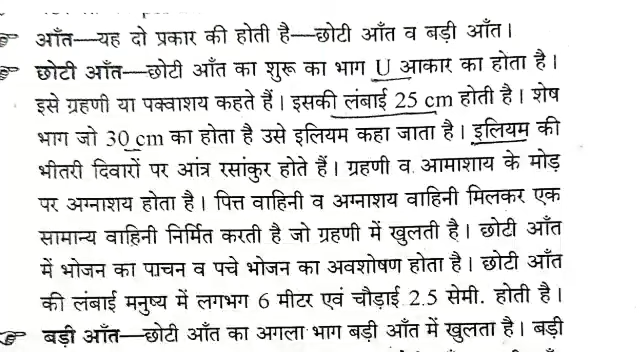 आँत—यह दो प्रकार की होती है—छोटी आँत व बड़ी आँत।
छोटी आँत—छोटी आँत का शुरू का भाग U आकार का होता है।
इसे ग्रहणी या पक्वाशय कहते हैं। इसकी लंबाई 25 cm होती है। शेष
भाग जो 30 cm का होता है उसे इलियम कहा जाता है। इलियम की
भीतरी दिवारों पर आंत्र रसांकुर होते हैं। ग्रहणी व आमाशाय के मोड़
पर अग्नाशय होता है। पित्त वाहिनी व अग्नाशय वाहिनी मिलकर एक
सामान्य वाहिनी निर्मित करती है जो ग्रहणी में खुलती है। छोटी आँत
में भोजन का पाचन व पचे भोजन का अवशोषण होता है। छोटी आँत
की लंबाई मनुष्य में लगभग 6 मीटर एवं चौड़ाई 2.5 सेमी. होती है।
बड़ी आँत—छोटी आँत का अगला भाग बड़ी आँत में खुलता है। बड़ी